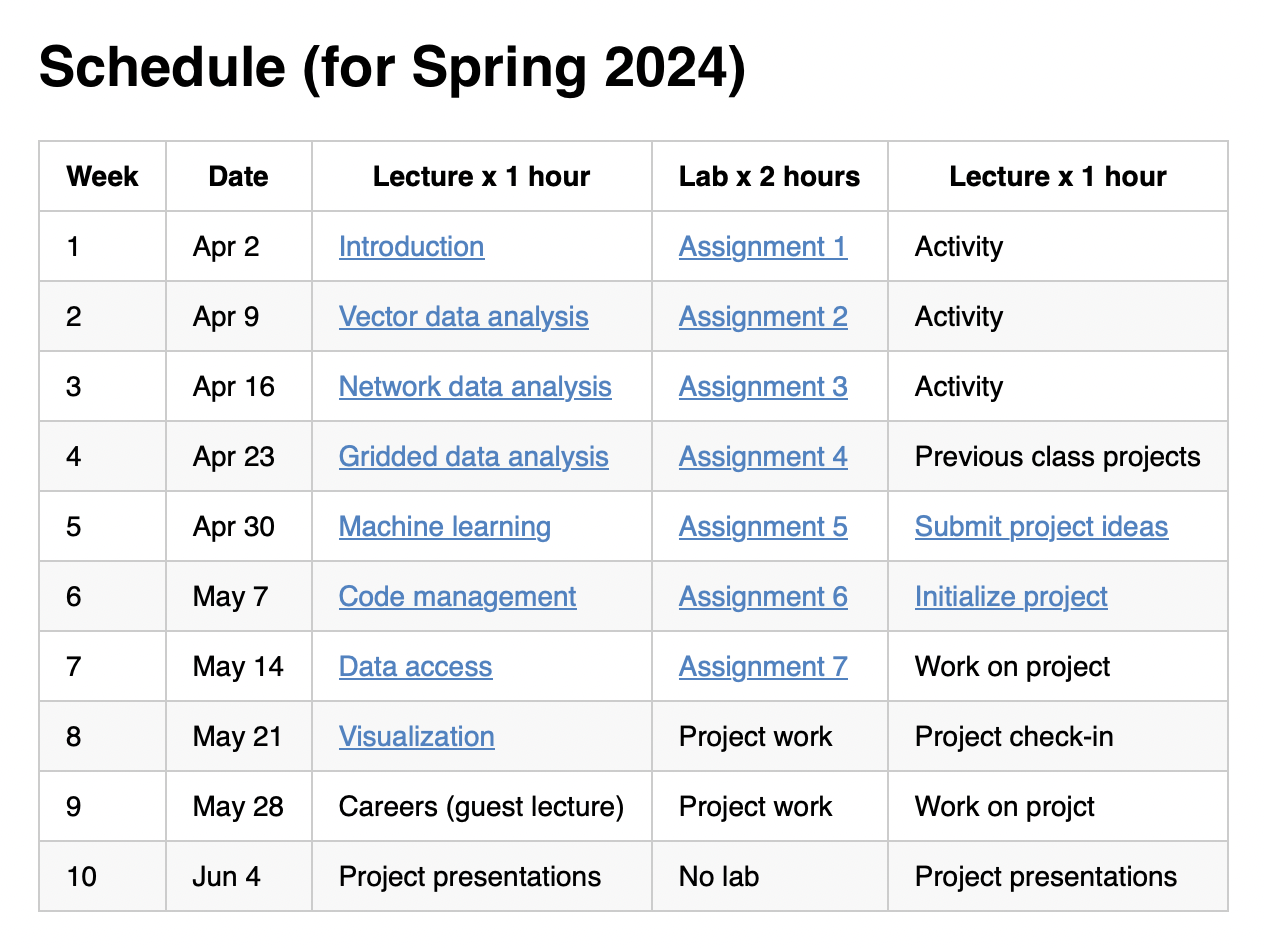 Schedule (for Spring 2024)
Week Date Lecture x 1 hour Lab x 2 hours Lecture x 1 hour
1 Apr 2 Introduction Assignment 1 Activity
2 Apr 9 Vector data analysis Assignment 2 Activity
3 Apr 16 Network data analysis Assignment 3 Activity
4 Apr 23 Gridded data analysis Assignment 4 Previous class projects
5 Apr 30 Machine learning Assignment 5 Submit project ideas
6 May 7 Code management Assignment 6 Initialize project
7 May 14 Data access Assignment 7 Work on project
8 May 21 Visualization Project work Project check-in
9 May 28 Careers (guest lecture) Project work Work on projct
10 Jun 4 Project presentations No lab Project presentations